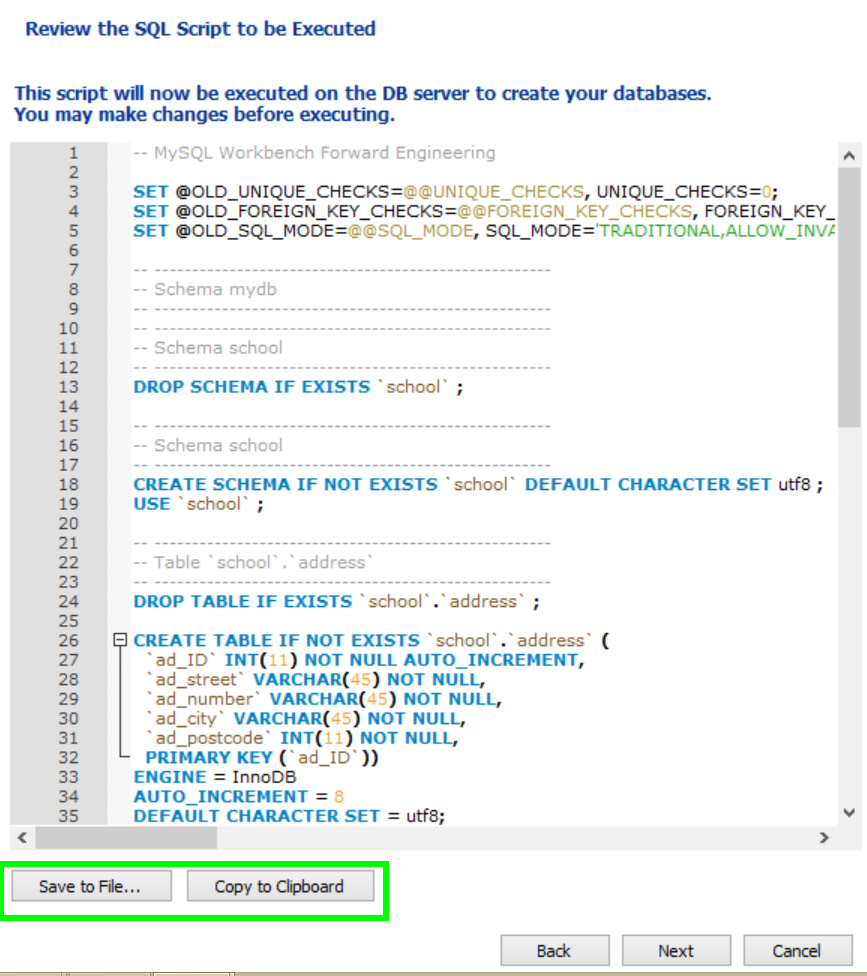 Review the SQL Script to be Executed
This script will now be executed on the DB server to create your databases.
You may make changes before executing.
1 -- MySQL Workbench Forward Engineering
2
3 SET @OLD_UNIQUE_CHECKS=@@UNIQUE_CHECKS, UNIQUE_CHECKS=0;
4 SET @OLD_FOREIGN_KEY_CHECKS=@@FOREIGN_KEY_CHECKS, FOREIGN_KEY_
5 SET @OLD_SQL_MODE=@@SQL_MODE, SQL_MODE='TRADITIONAL,ALLOW_INVA
6
7 -- -----------------------------------------------------
8 -- Schema mydb
9 -- -----------------------------------------------------
10 -- -----------------------------------------------------
11 -- Schema school
12 -- -----------------------------------------------------
13 DROP SCHEMA IF EXISTS `school` ;
14
15 -- -----------------------------------------------------
16 -- Schema school
17 -- -----------------------------------------------------
18 CREATE SCHEMA IF NOT EXISTS `school` DEFAULT CHARACTER SET utf8 ;
19 USE `school` ;
20
21 -- -----------------------------------------------------
22 -- Table `school`.`address`
23 -- -----------------------------------------------------
24 DROP TABLE IF EXISTS `school`.`address` ;
25
26 CREATE TABLE IF NOT EXISTS `school`.`address` (
27 `ad_ID` INT(11) NOT NULL AUTO_INCREMENT,
28 `ad_street` VARCHAR(45) NOT NULL,
29 `ad_number` VARCHAR(45) NOT NULL,
30 `ad_city` VARCHAR(45) NOT NULL,
31 `ad_postcode` INT(11) NOT NULL,
32 PRIMARY KEY (`ad_ID`))
33 ENGINE = InnoDB
34 AUTO_INCREMENT = 8
35 DEFAULT CHARACTER SET = utf8;
Save to File... Copy to Clipboard
Back Next Cancel